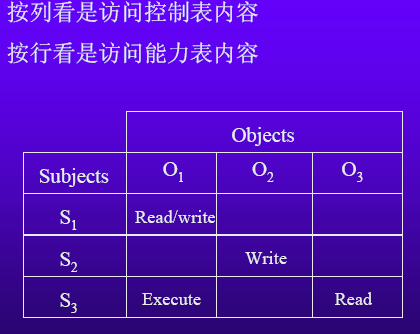 按列看是访问控制表内容
按行看是访问能力表内容
Objects
Subjects O1 O2 O3
S1 Read/write
S2 Write
S3 Execute Read